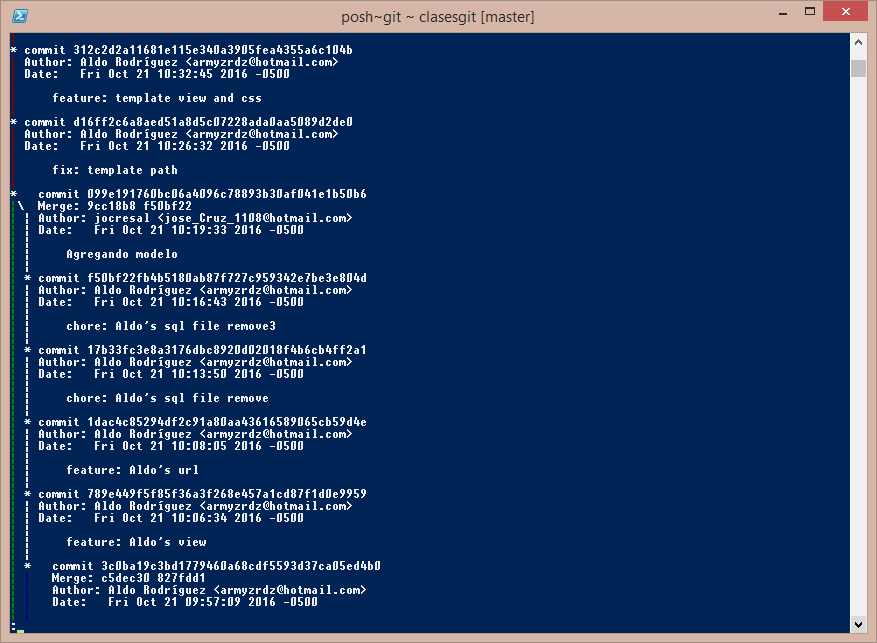 posh~git ~ clasesgit [master]
* commit 312c2d2a11681e115e340a3905fea4355a6c104b
Author: Aldo Rodríguez <armyzrdz@hotmail.com>
Date:   Fri Oct 21 10:32:45 2016 -0500
feature: template view and css
* commit d16ff2c6a8aed51a8d5c07228ada0aa5089d2de0
Author: Aldo Rodríguez <armyzrdz@hotmail.com>
Date:   Fri Oct 21 10:26:32 2016 -0500
fix: template path
*   commit 099e191760bc06a4096c78893b30af041e1b50b6
|\  Merge: 9cc18b8 f50bf22
| | Author: jocresal <jose_Cruz_1108@hotmail.com>
| | Date:   Fri Oct 21 10:19:33 2016 -0500
| |     Agregando modelo
| * commit f50bf22fb4b5180ab87f727c959342e7be3e804d
| | Author: Aldo Rodríguez <armyzrdz@hotmail.com>
| | Date:   Fri Oct 21 10:16:43 2016 -0500
| |     chore: Aldo's sql file remove3
| * commit 17b33fc3e8a3176dbc8920d02018f4b6cb4ff2a1
| | Author: Aldo Rodríguez <armyzrdz@hotmail.com>
| | Date:   Fri Oct 21 10:13:50 2016 -0500
| |     chore: Aldo's sql file remove
| * commit 1dac4c85294df2c91a80aa43616589065cb59d4e
| | Author: Aldo Rodríguez <armyzrdz@hotmail.com>
| | Date:   Fri Oct 21 10:08:05 2016 -0500
| |     feature: Aldo's url
| * commit 789e449f5f85f36a3f268e457a1cd87f1d0e9959
| | Author: Aldo Rodríguez <armyzrdz@hotmail.com>
| | Date:   Fri Oct 21 10:06:34 2016 -0500
| |     feature: Aldo's view
| *   commit 3c0ba19c3bd1779460a68cdf5593d37ca05ed4b0
Merge: c5dec30 827fdd1
Author: Aldo Rodríguez <armyzrdz@hotmail.com>
Date:   Fri Oct 21 09:57:09 2016 -0500
: